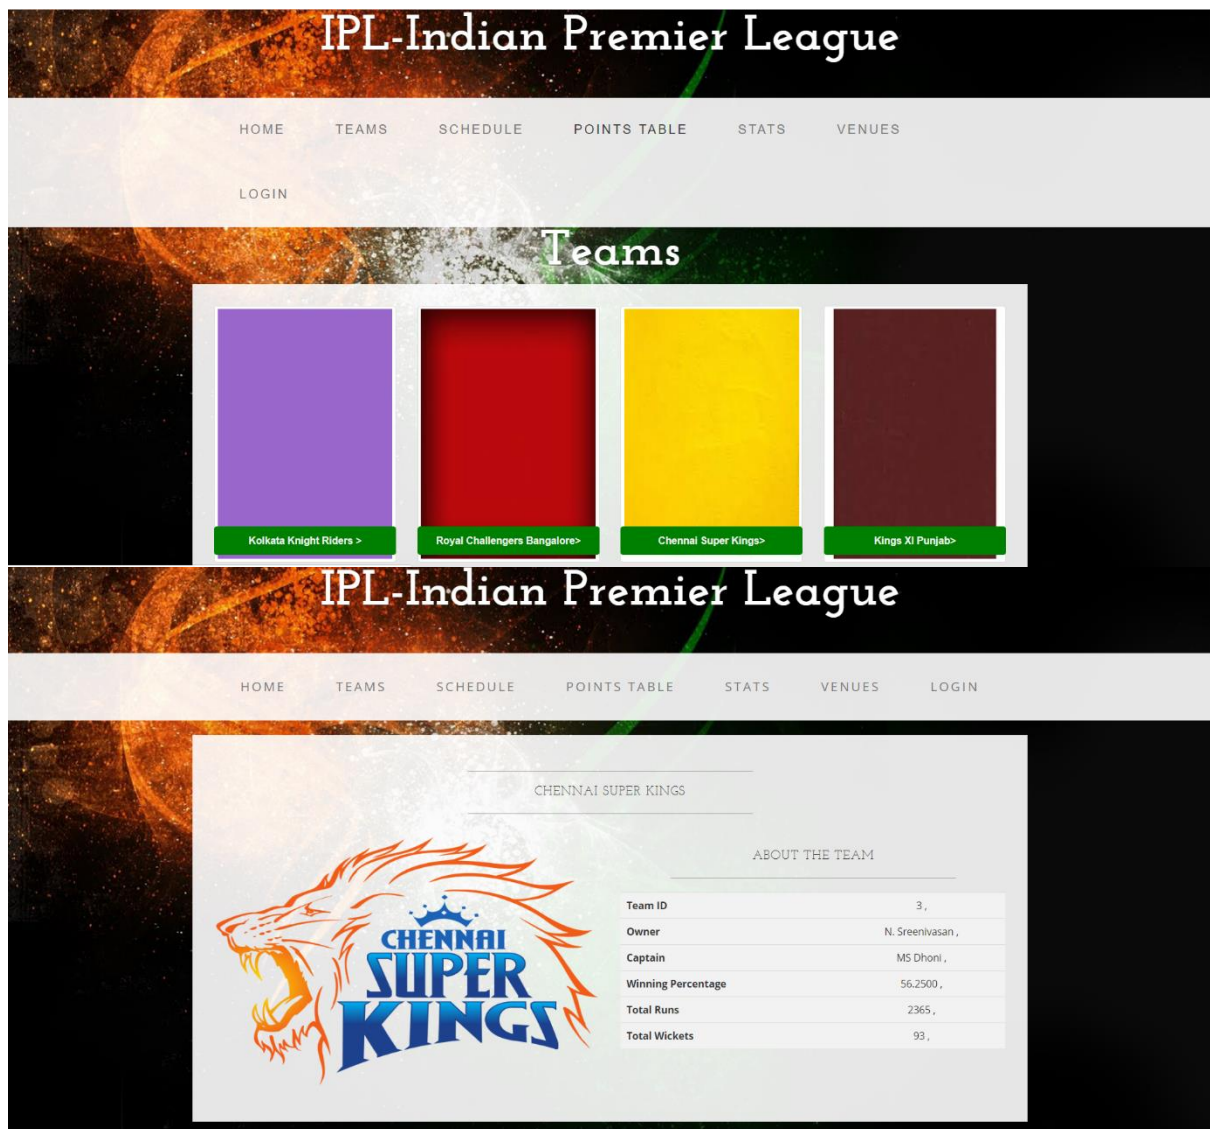 IPL-Indian Premier League
HOME TEAMS SCHEDULE POINTS TABLE STATS VENUES
LOGIN
Teams
Kolkata Knight Riders > Royal Challengers Bangalore> Chennai Super Kings> Kings XI Punjab>
IPL-Indian Premier League
HOME TEAMS SCHEDULE POINTS TABLE STATS VENUES LOGIN
CHENNAI SUPER KINGS
CHENNAI
SUPER
KINGS
ABOUT THE TEAM
Team ID 3 ,
Owner N. Sreenivasan ,
Captain MS Dhoni ,
Winning Percentage 56.2500 ,
Total Runs 2365 ,
Total Wickets 93 ,